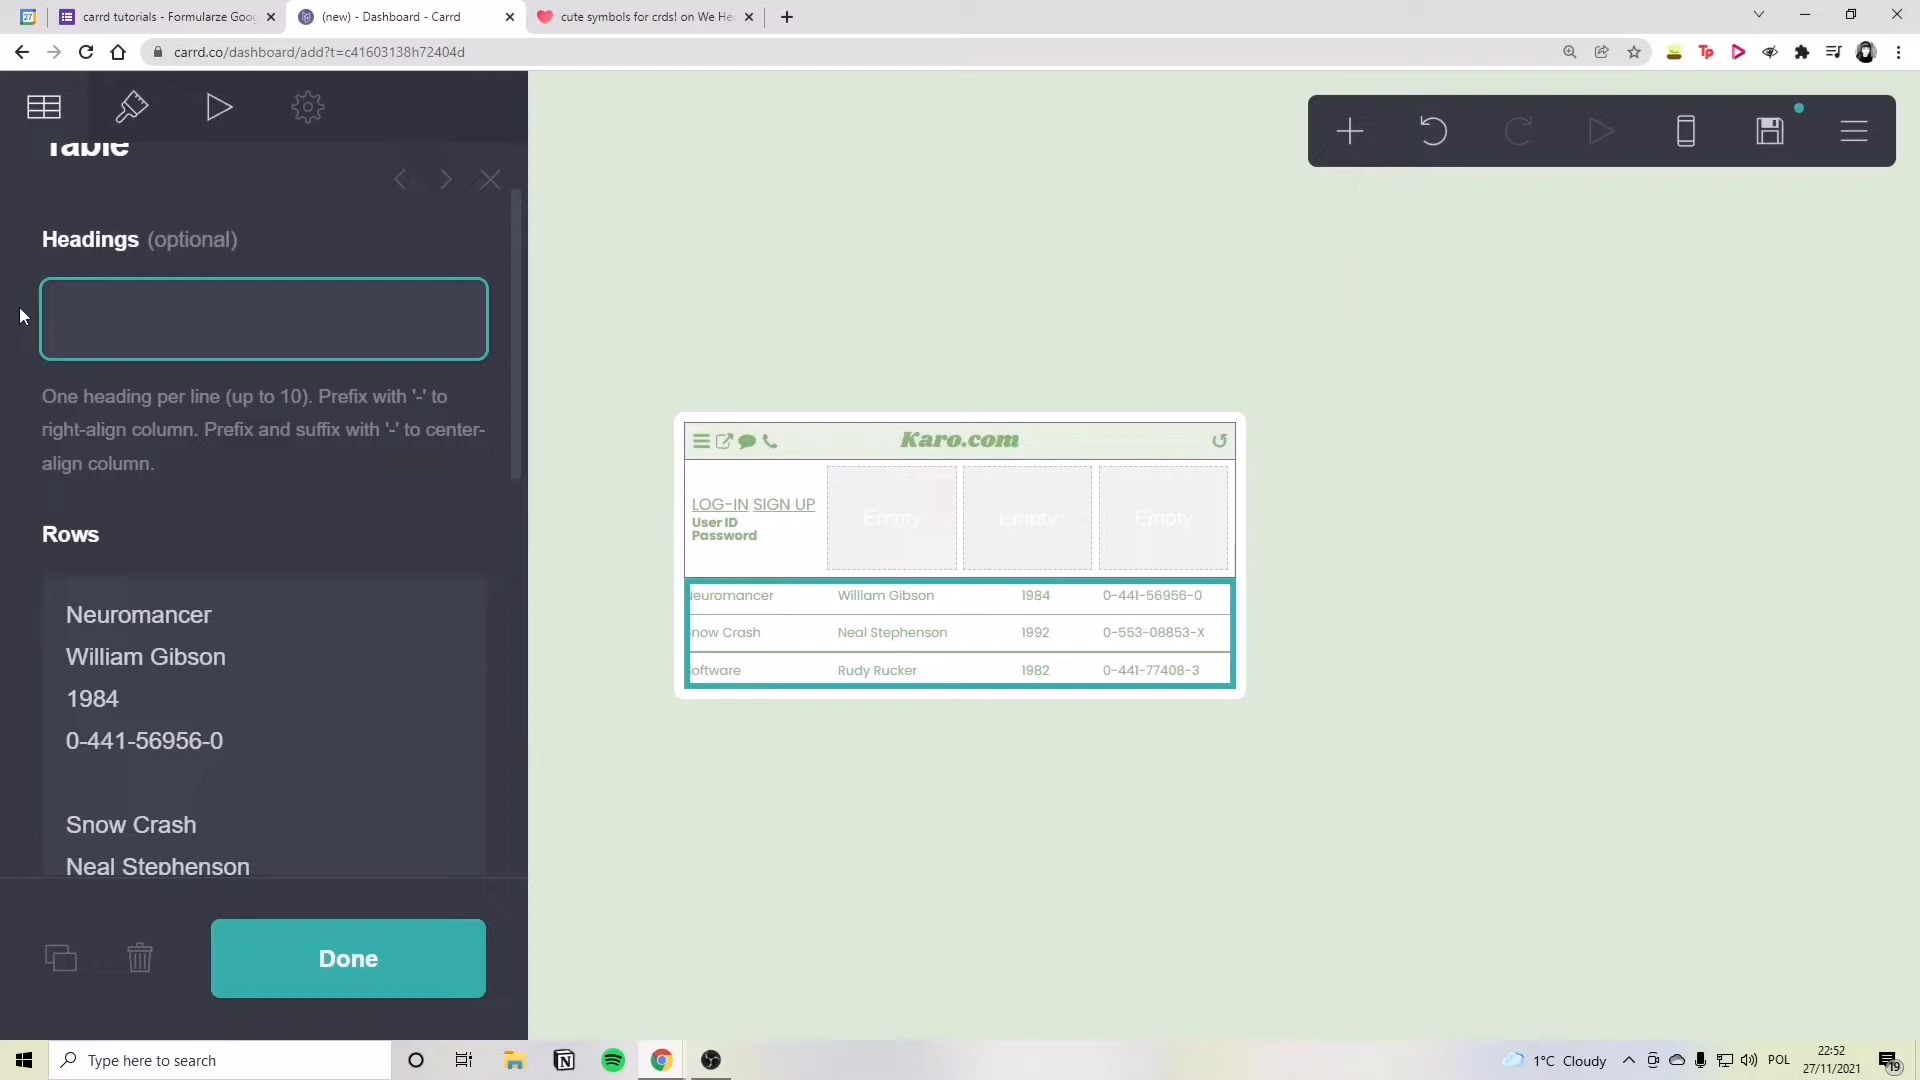 carrd tutorials - Formularze Goo
(new) - Dashboard - Carrd
cute symbols for crds! on We He
carrd.co/dashboard/add?t=c41603138h72404d
Tp
Table
Headings (optional)
One heading per line (up to 10). Prefix with '-' to
right-align column. Prefix and suffix with '-' to center-
align column.
Rows
Neuromancer
William Gibson
1984
0-441-56956-0
Snow Crash
Neal Stephenson
Done
Karo.com
LOG-IN SIGN UP
User ID
Password
Empty Empty Empty
Neuromancer William Gibson 1984 0-441-56956-0
Snow Crash Neal Stephenson 1992 0-553-08853-X
Software Rudy Rucker 1982 0-441-77408-3
Type here to search
1°C Cloudy
POL
22:52
27/11/2021
19